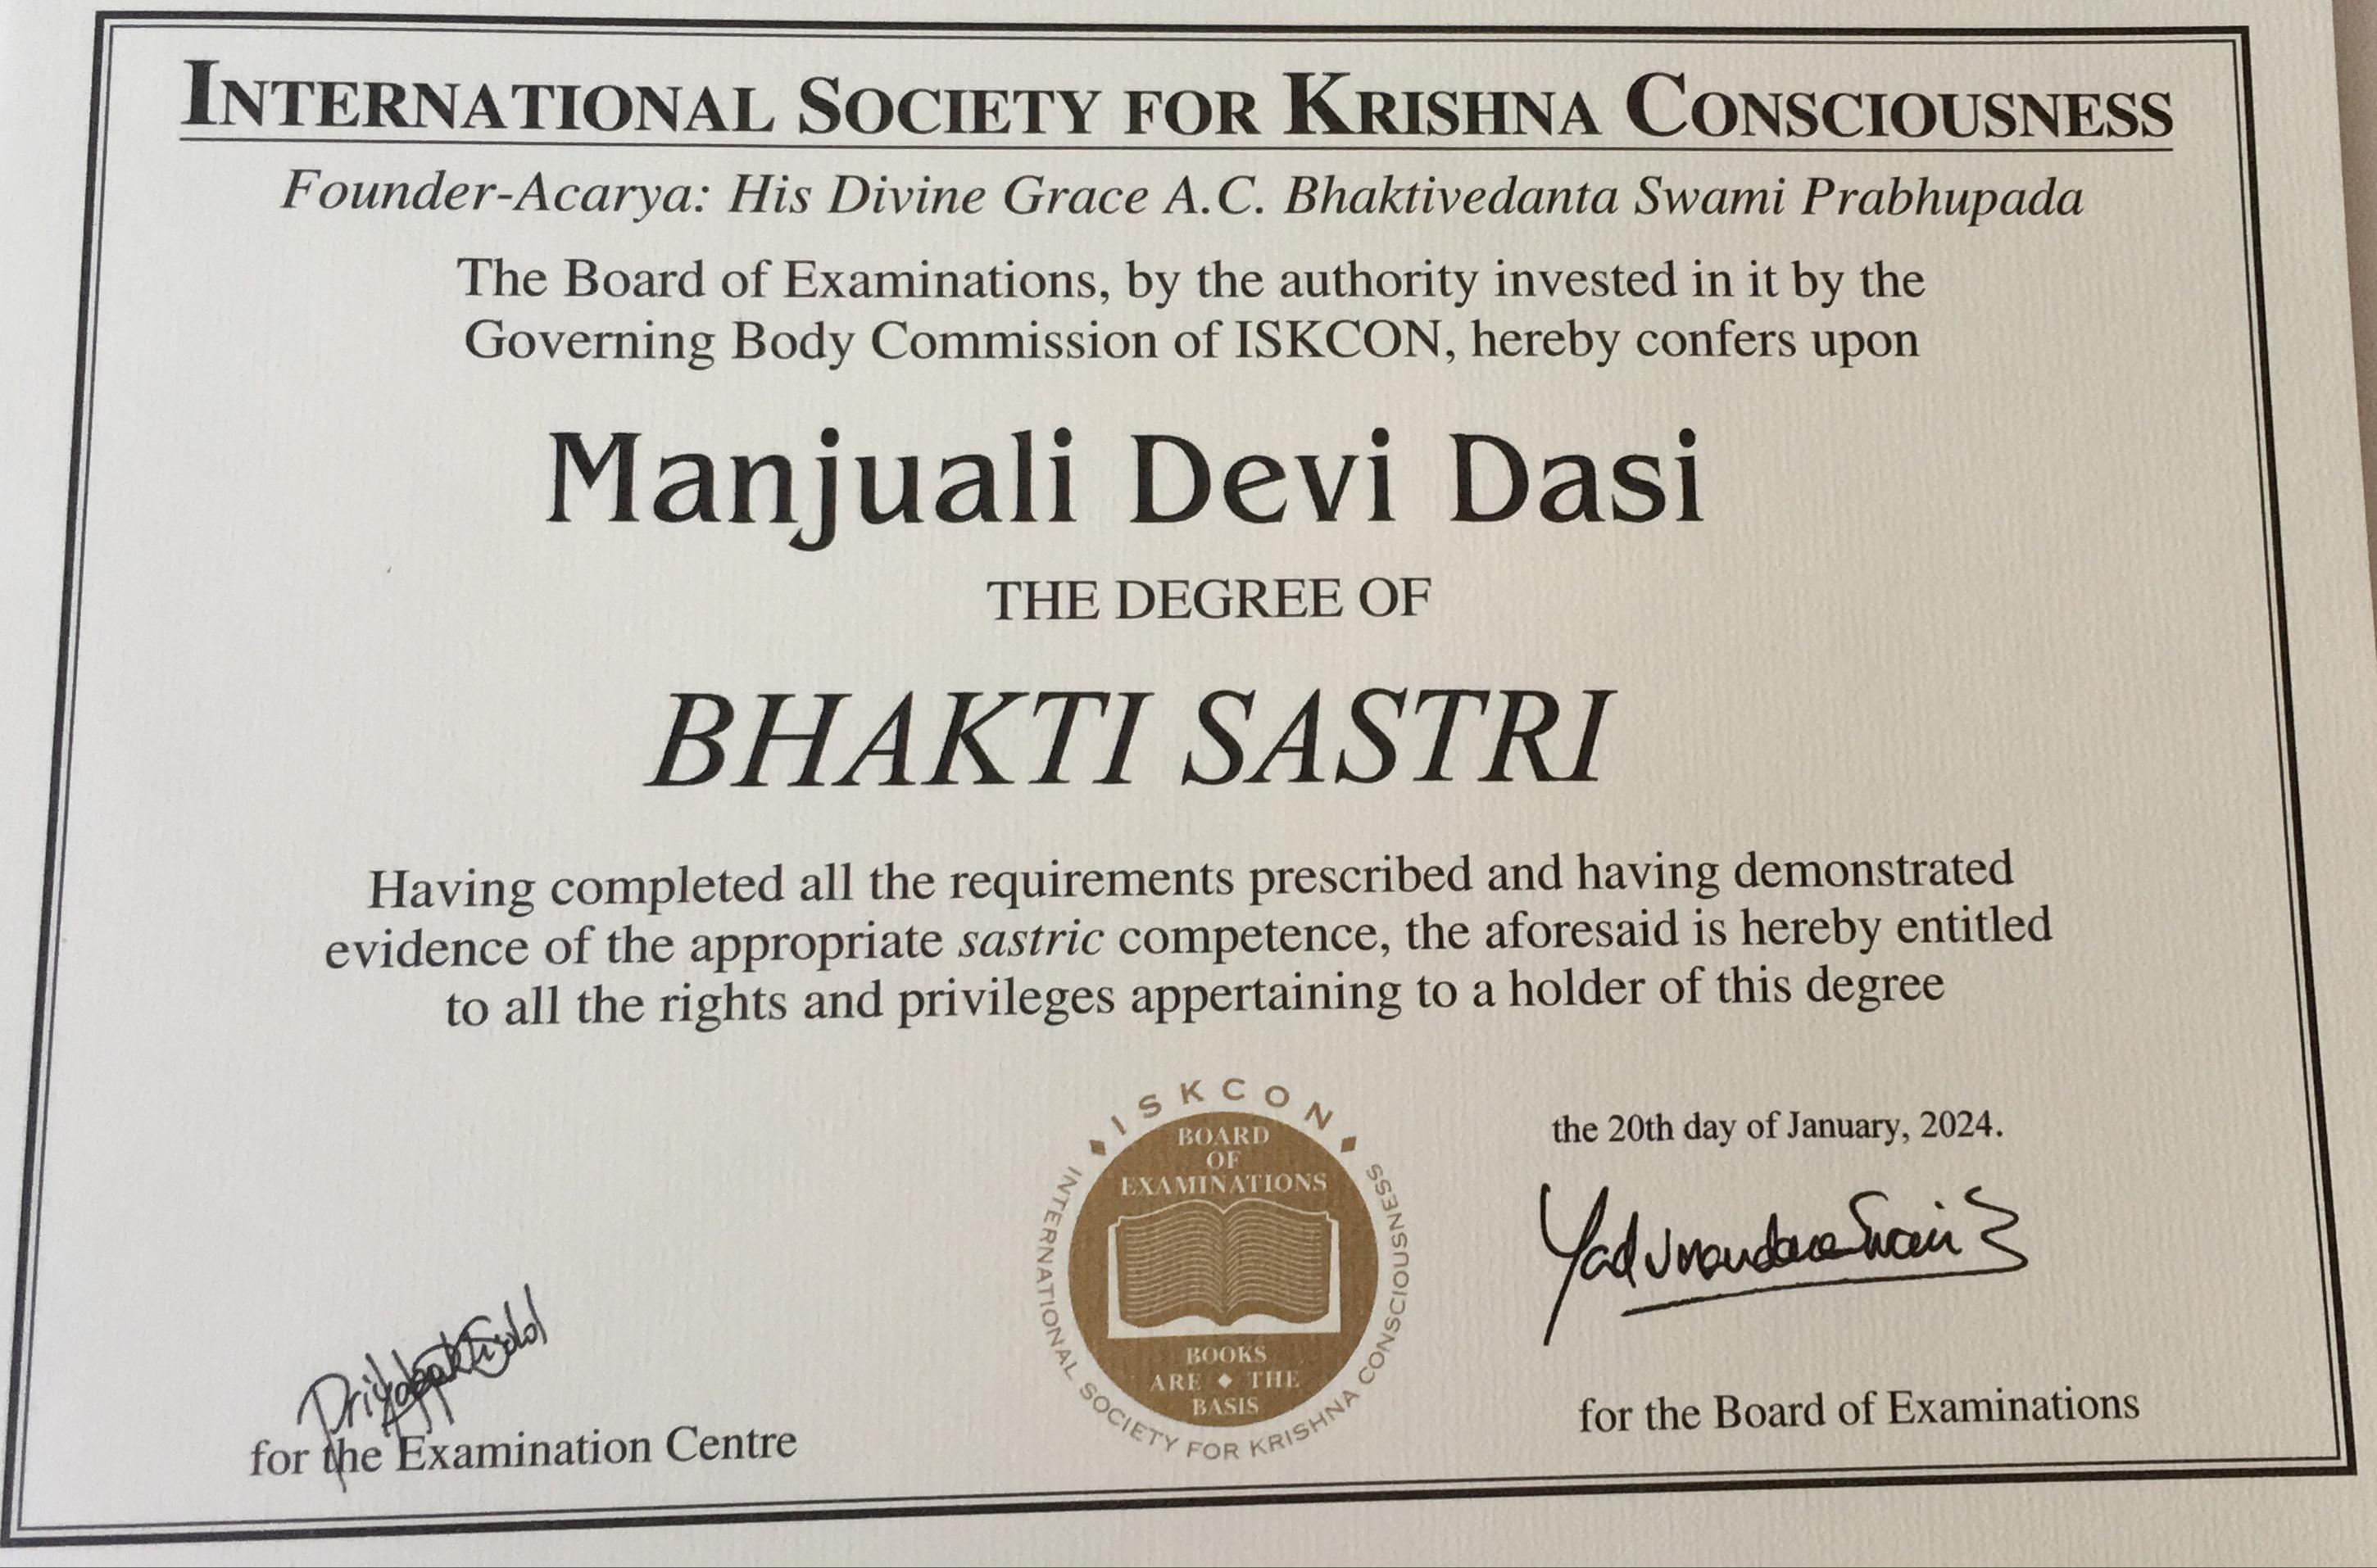 INTERNATIONAL SOCIETY FOR KRISHNA CONSCIOUSNESS
Founder-Acarya: His Divine Grace A.C. Bhaktivedanta Swami Prabhupada
The Board of Examinations, by the authority invested in it by the
Governing Body Commission of ISKCON, hereby confers upon
Manjuali Devi Dasi
THE DEGREE OF
BHAKTI SASTRI
Having completed all the requirements prescribed and having demonstrated
evidence of the appropriate sastric competence, the aforesaid is hereby entitled
to all the rights and privileges appertaining to a holder of this degree
ISKCON
BOARD
OF
EXAMINATIONS
BOOKS
ARE ◆ THE
BASIS
INTERNATIONAL SOCIETY FOR KRISHNA CONSCIOUSNESS
the 20th day of January, 2024.
for the Examination Centre
for the Board of Examinations